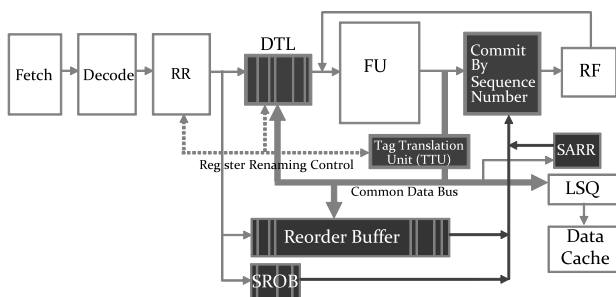 DTL
Fetch
Decode
RR
FU
Commit
By
Sequence
Number
RF
Tag Translation
Unit (TTU)
SARR
Register Renaming Control
Common Data Bus
LSQ
Reorder Buffer
Data
Cache
SROB